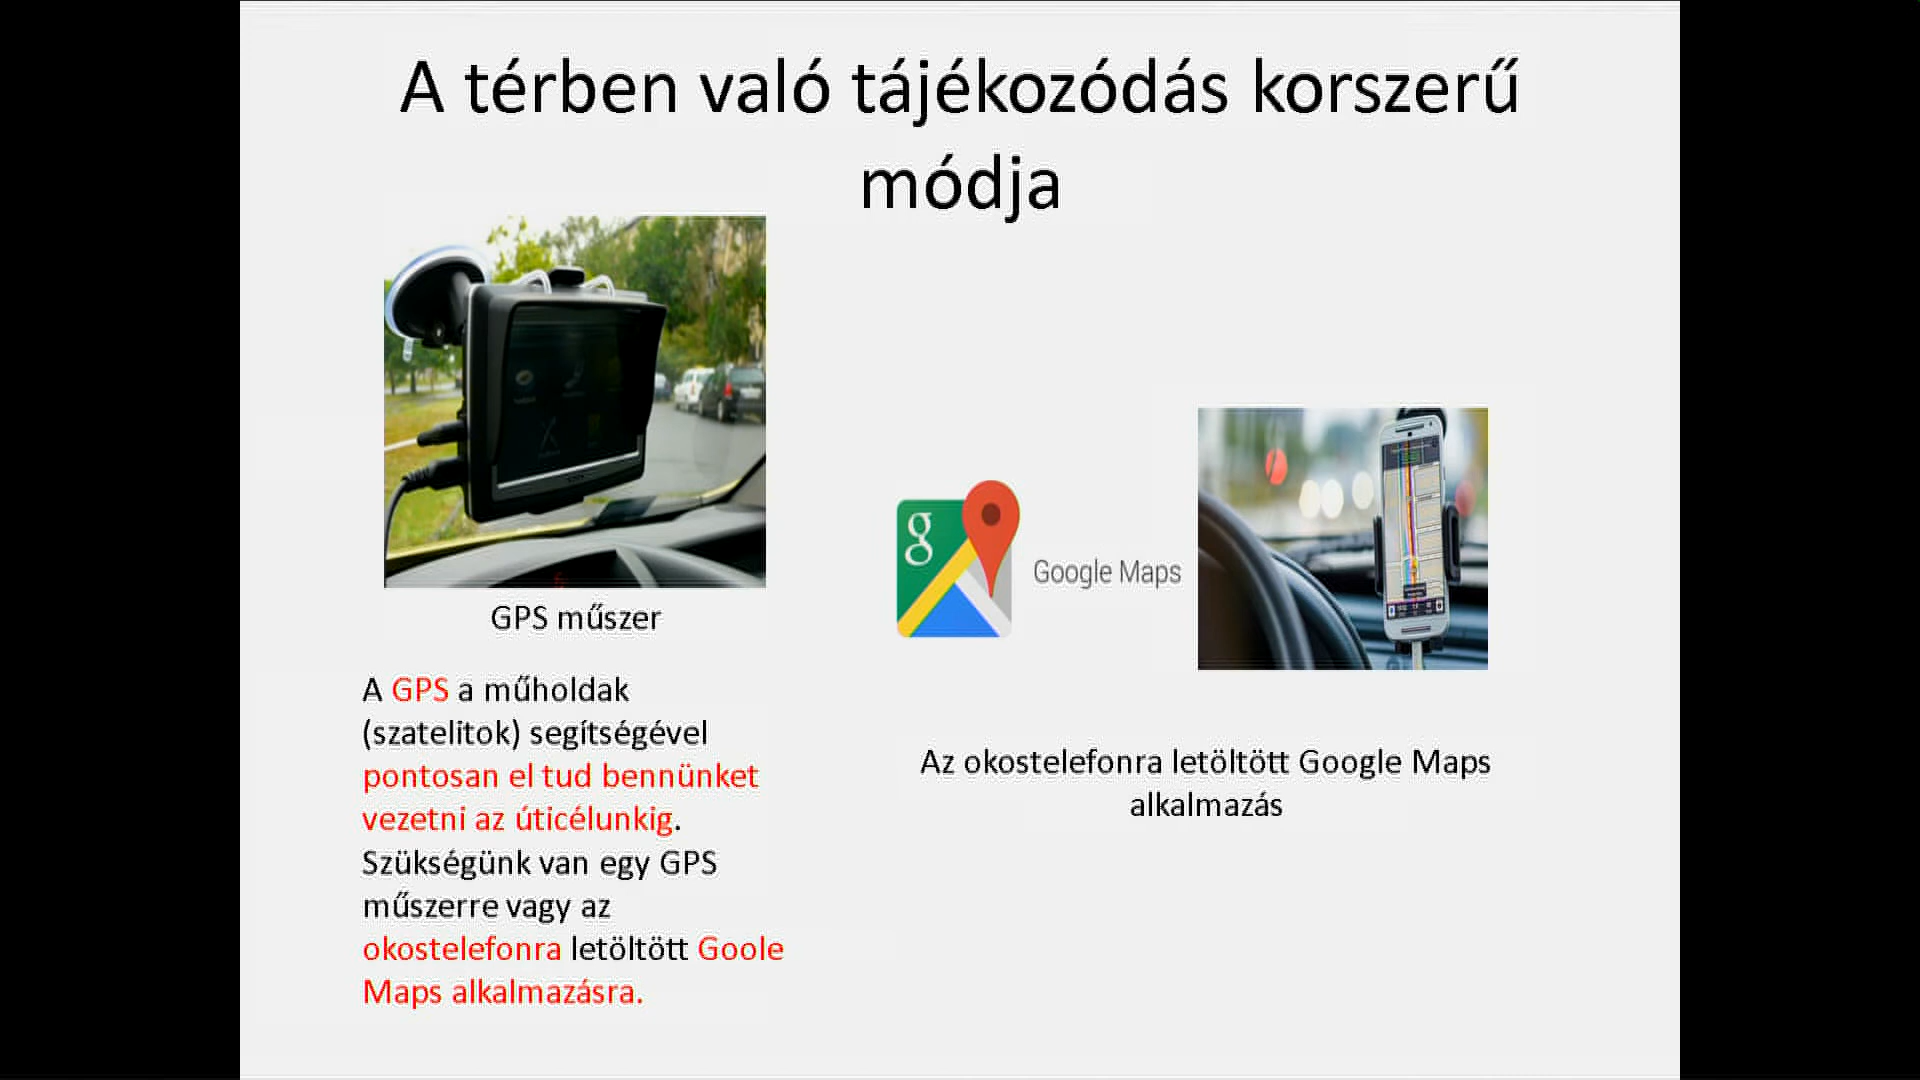 A térben való tájékozódás korszerű
módja
GPS műszer
A GPS a műholdak
(szatelitok) segítségével
pontosan el tud bennünket
vezetni az úticélunkig.
Szükségünk van egy GPS
műszerre vagy az
okostelefonra letöltött Goole
Maps alkalmazásra.
g
Google Maps
Az okostelefonra letöltött Google Maps
alkalmazás